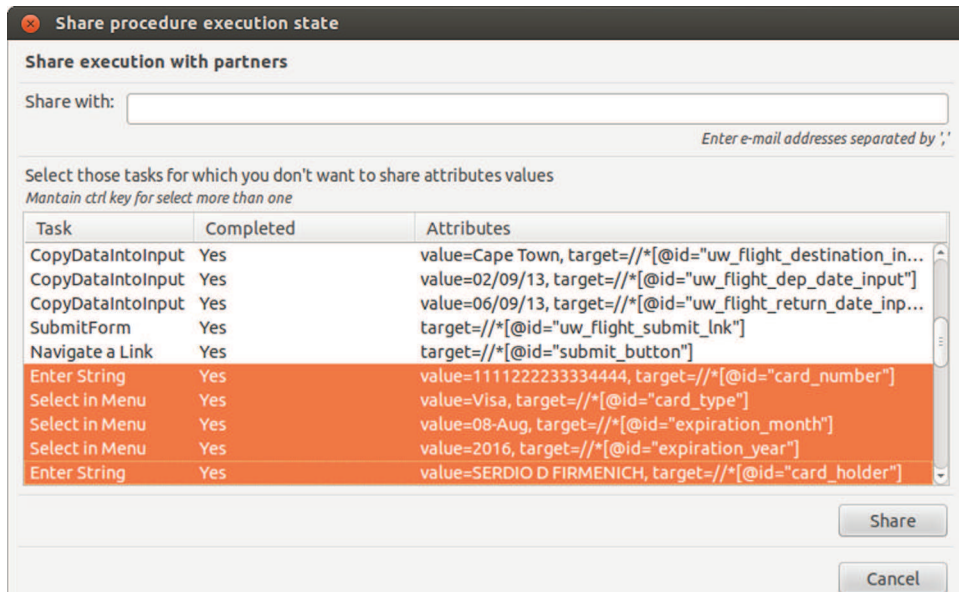 Share procedure execution state
Share execution with partners
Share with:
Enter e-mail addresses separated by ','
Select those tasks for which you don't want to share attributes values
Mantain ctrl key for select more than one
Task Completed Attributes
CopyDataIntoInput Yes value=Cape Town, target=//*[@id="uw_flight_destination_in...
CopyDataIntoInput Yes value=02/09/13, target=//*[@id="uw_flight_dep_date_input"]
CopyDataIntoInput Yes value=06/09/13, target=//*[@id="uw_flight_return_date_inp...
SubmitForm Yes target=//*[@id="uw_flight_submit_lnk"]
Navigate a Link Yes target=//*[@id="submit_button"]
Enter String Yes value=1111222233334444, target=//*[@id="card_number"]
Select in Menu Yes value=Visa, target=//*[@id="card_type"]
Select in Menu Yes value=08-Aug, target=//*[@id="expiration_month"]
Select in Menu Yes value=2016, target=//*[@id="expiration_year"]
Enter String Yes value=SERDIO D FIRMENICH, target=//*[@id="card_holder"]
Share
Cancel